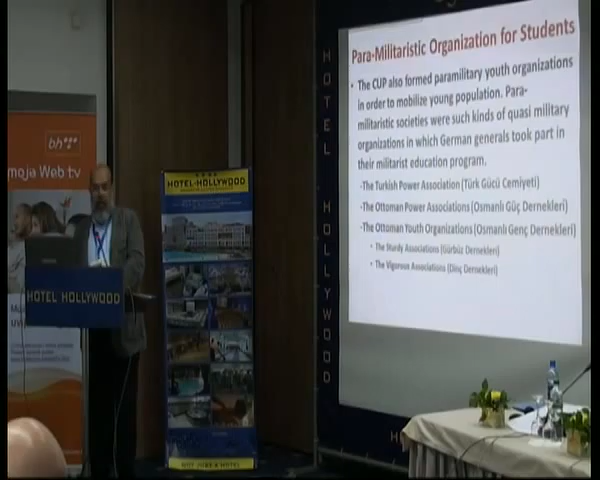 Para-Militaristic Organization for Students
• The CUP also formed paramilitary youth organizations
in order to mobilize young population. Para-
militaristic societies were such kinds of quasi military
organizations in which German generals took part in
their militarist education program.
-The Turkish Power Association (Türk Gücü Cemiyeti)
-The Ottoman Power Associations (Osmanlı Güç Dernekleri)
-The Ottoman Youth Organizations (Osmanlı Genç Dernekleri)
• The Sturdy Associations (Gürbüz Dernekleri)
• The Vigorous Associations (Dinç Dernekleri)
HOTEL HOLLYWOOD
HOTEL HOLLYWOOD
HOTEL-HOLLYWOOD
bh
moja Web tv